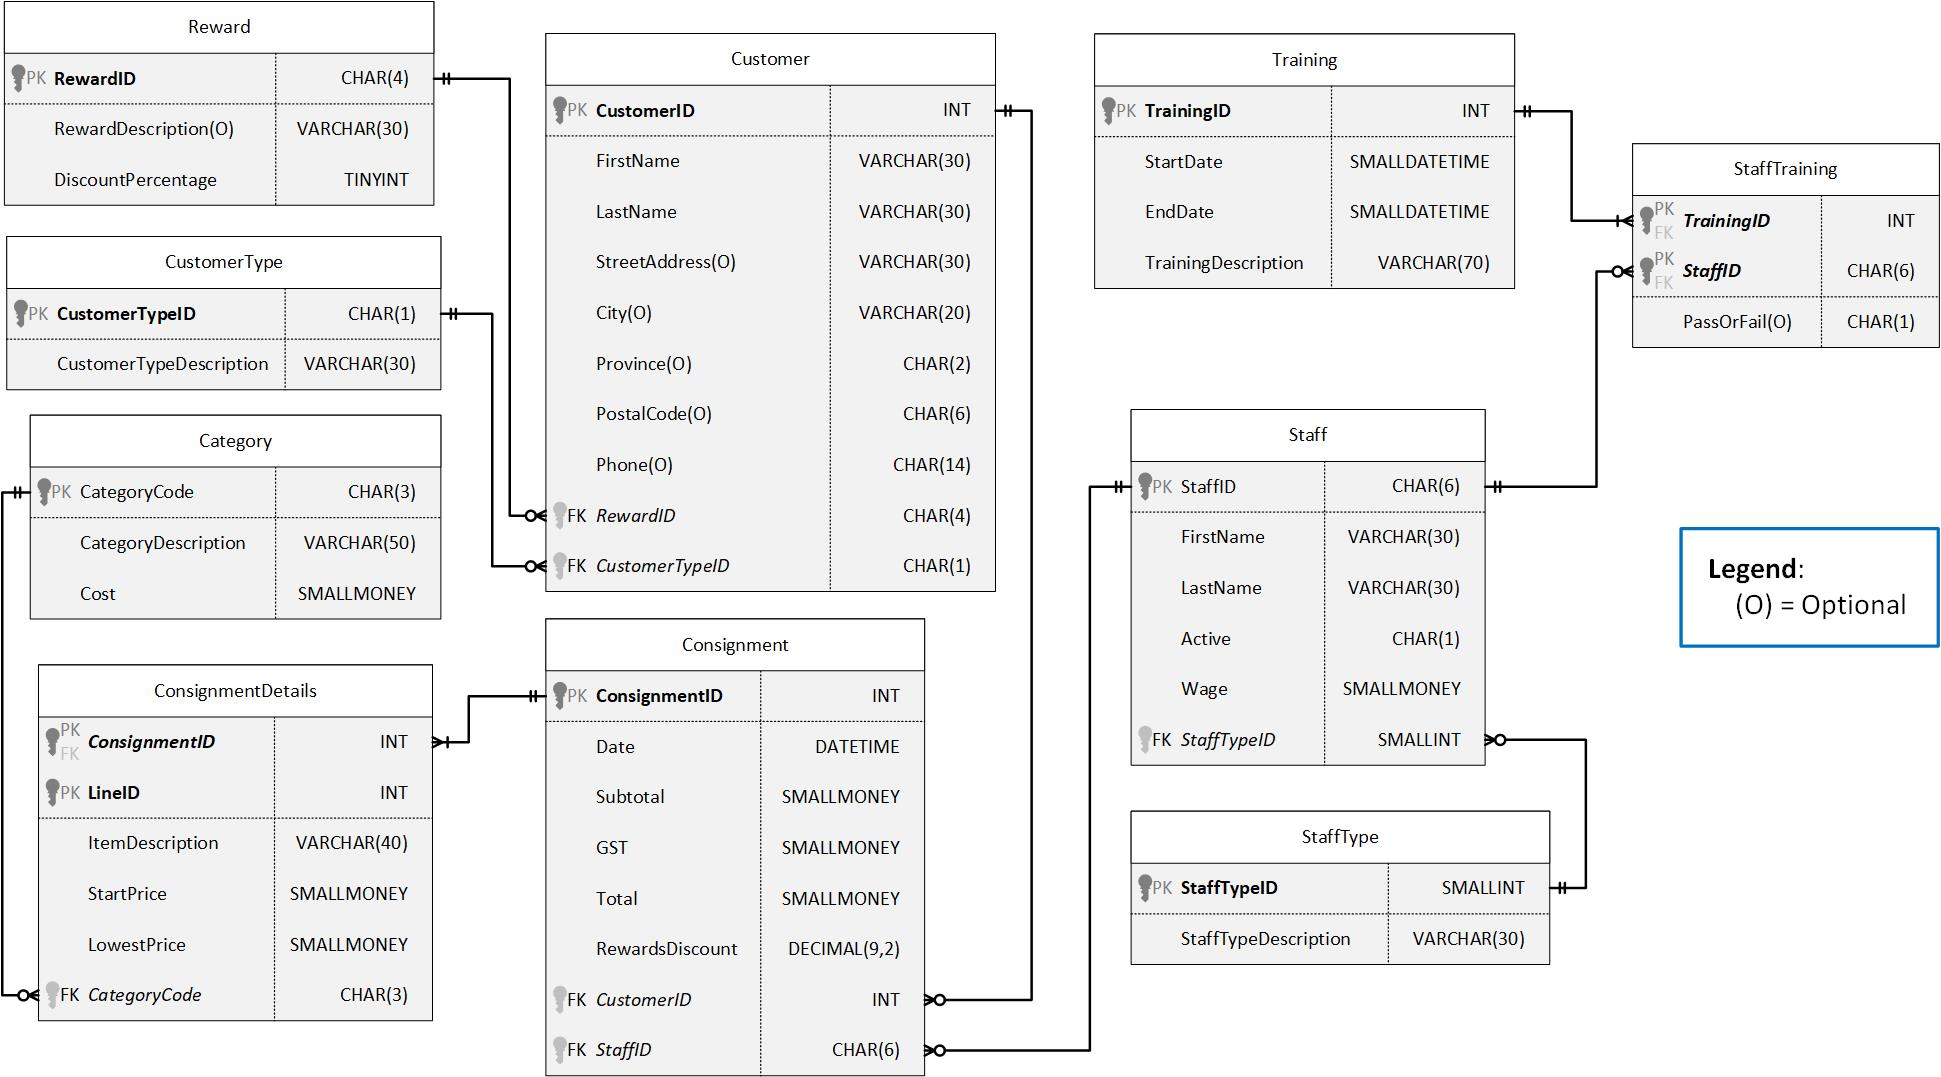 Reward
PK RewardID CHAR(4)
RewardDescription(O) VARCHAR(30)
DiscountPercentage TINYINT
CustomerType
PK CustomerTypeID CHAR(1)
CustomerTypeDescription VARCHAR(30)
Category
PK CategoryCode CHAR(3)
CategoryDescription VARCHAR(50)
Cost SMALLMONEY
ConsignmentDetails
PK
FK ConsignmentID INT
PK LineID INT
ItemDescription VARCHAR(40)
StartPrice SMALLMONEY
LowestPrice SMALLMONEY
FK CategoryCode CHAR(3)
Customer
PK CustomerID INT
FirstName VARCHAR(30)
LastName VARCHAR(30)
StreetAddress(O) VARCHAR(30)
City(O) VARCHAR(20)
Province(O) CHAR(2)
PostalCode(O) CHAR(6)
Phone(O) CHAR(14)
FK RewardID CHAR(4)
FK CustomerTypeID CHAR(1)
Consignment
PK ConsignmentID INT
Date DATETIME
Subtotal SMALLMONEY
GST SMALLMONEY
Total SMALLMONEY
RewardsDiscount DECIMAL(9,2)
FK CustomerID INT
FK StaffID CHAR(6)
Training
PK TrainingID INT
StartDate SMALLDATETIME
EndDate SMALLDATETIME
TrainingDescription VARCHAR(70)
StaffTraining
PK
FK TrainingID INT
PK
FK StaffID CHAR(6)
PassOrFail(O) CHAR(1)
Staff
PK StaffID CHAR(6)
FirstName VARCHAR(30)
LastName VARCHAR(30)
Active CHAR(1)
Wage SMALLMONEY
FK StaffTypeID SMALLINT
StaffType
PK StaffTypeID SMALLINT
StaffTypeDescription VARCHAR(30)
Legend:
(O) = Optional